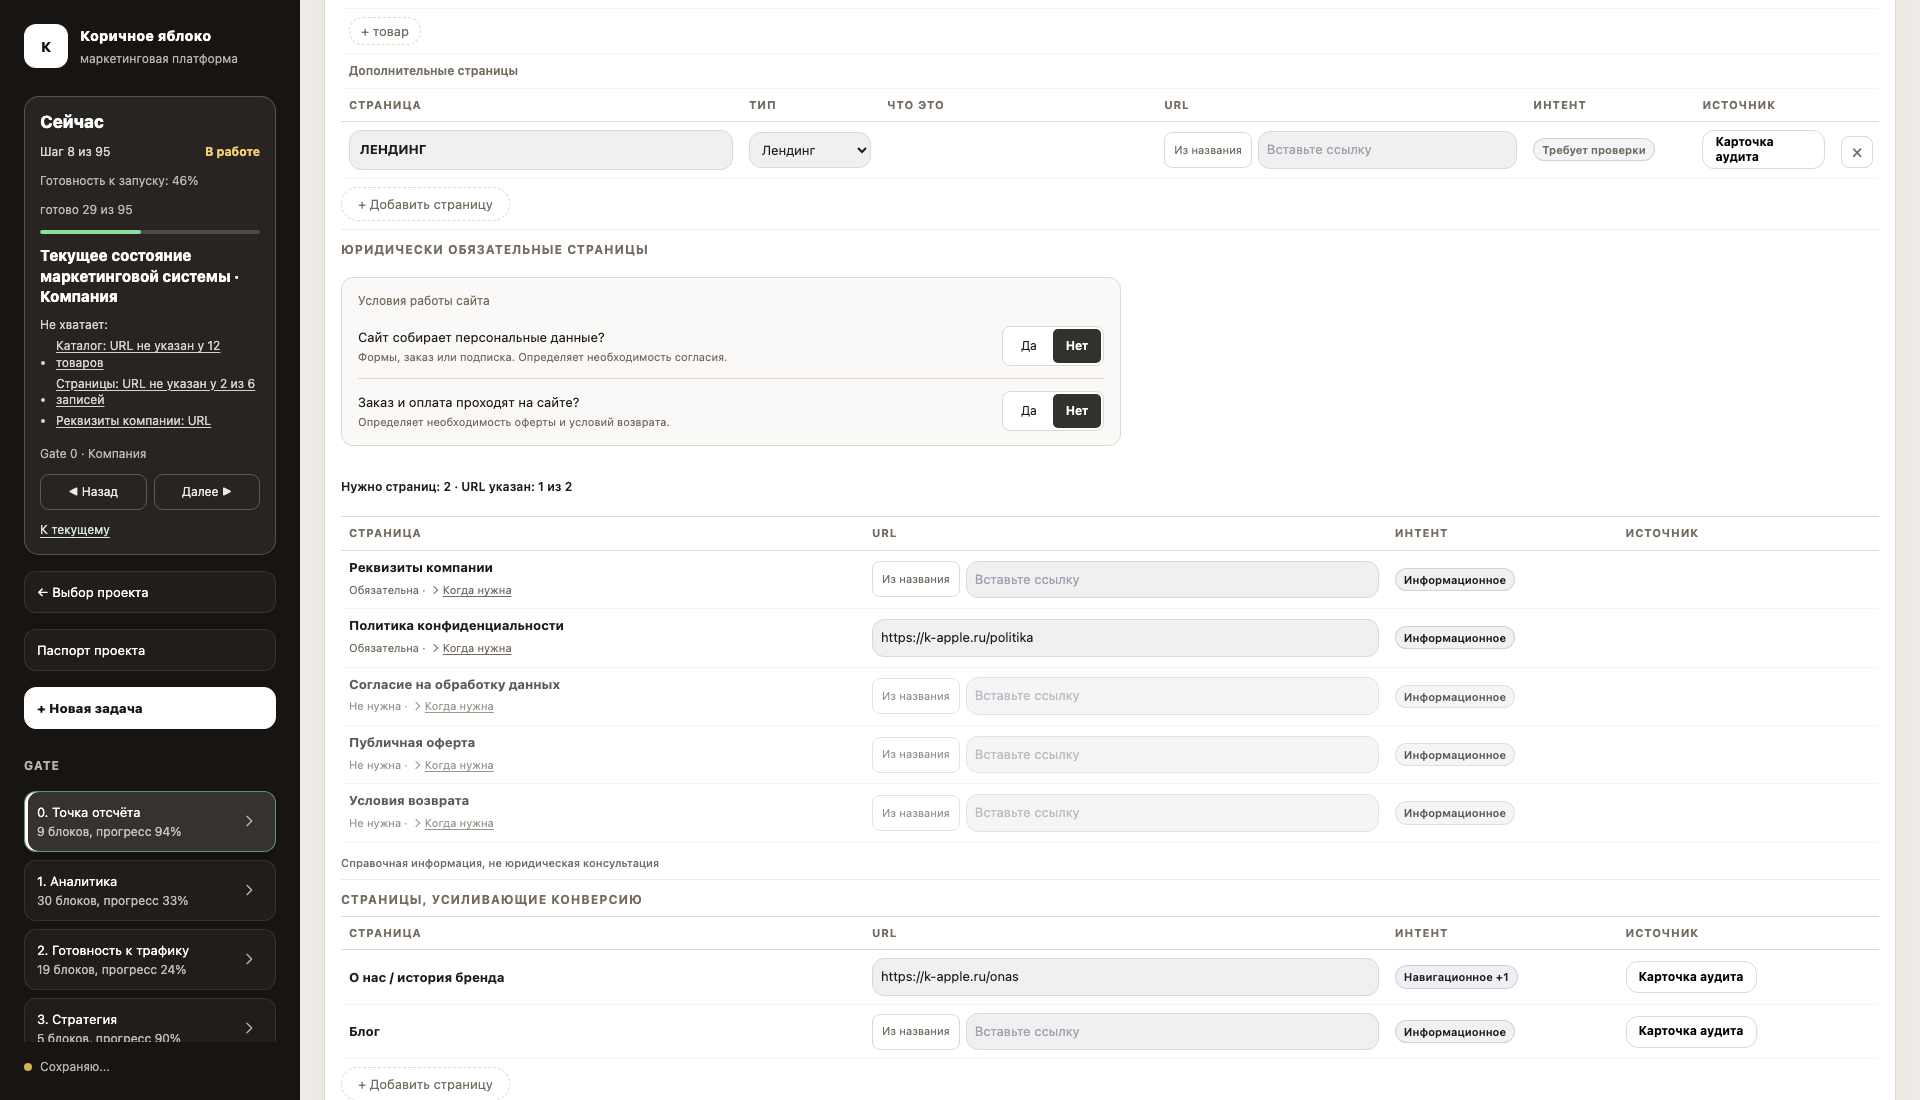 К
Коричное яблоко
маркетинговая платформа
Сейчас
Шаг 8 из 95
В работе
Готовность к запуску: 46%
готово 29 из 95
Текущее состояние
маркетинговой системы ·
Компания
Не хватает:
Каталог: URL не указан у 12
товаров
Страницы: URL не указан у 2 из 6
записей
Реквизиты компании: URL
Gate 0 · Компания
◄ Назад
Далее ►
К текущему
← Выбор проекта
Паспорт проекта
+ Новая задача
GATE
0. Точка отсчёта
9 блоков, прогресс 94%
1. Аналитика
30 блоков, прогресс 33%
2. Готовность к трафику
19 блоков, прогресс 24%
3. Стратегия
5 блоков, прогресс 90%
Сохраняю...
+ товар
Дополнительные страницы
СТРАНИЦА ТИП ЧТО ЭТО URL ИНТЕНТ ИСТОЧНИК
ЛЕНДИНГ Лендинг Из названия Вставьте ссылку Требует проверки Карточка
аудита ×
+ Добавить страницу
ЮРИДИЧЕСКИ ОБЯЗАТЕЛЬНЫЕ СТРАНИЦЫ
Условия работы сайта
Сайт собирает персональные данные?
Формы, заказ или подписка. Определяет необходимость согласия.
Да Нет
Заказ и оплата проходят на сайте?
Определяет необходимость оферты и условий возврата.
Да Нет
Нужно страниц: 2 · URL указан: 1 из 2
СТРАНИЦА URL ИНТЕНТ ИСТОЧНИК
Реквизиты компании
Обязательна · > Когда нужна
Из названия Вставьте ссылку Информационное
Политика конфиденциальности
Обязательна · > Когда нужна
https://k-apple.ru/politika Информационное
Согласие на обработку данных
Не нужна · > Когда нужна
Из названия Вставьте ссылку Информационное
Публичная оферта
Не нужна · > Когда нужна
Из названия Вставьте ссылку Информационное
Условия возврата
Не нужна · > Когда нужна
Из названия Вставьте ссылку Информационное
Справочная информация, не юридическая консультация
СТРАНИЦЫ, УСИЛИВАЮЩИЕ КОНВЕРСИЮ
СТРАНИЦА URL ИНТЕНТ ИСТОЧНИК
О нас / история бренда https://k-apple.ru/onas Навигационное +1 Карточка аудита
Блог Из названия Вставьте ссылку Информационное Карточка аудита
+ Добавить страницу